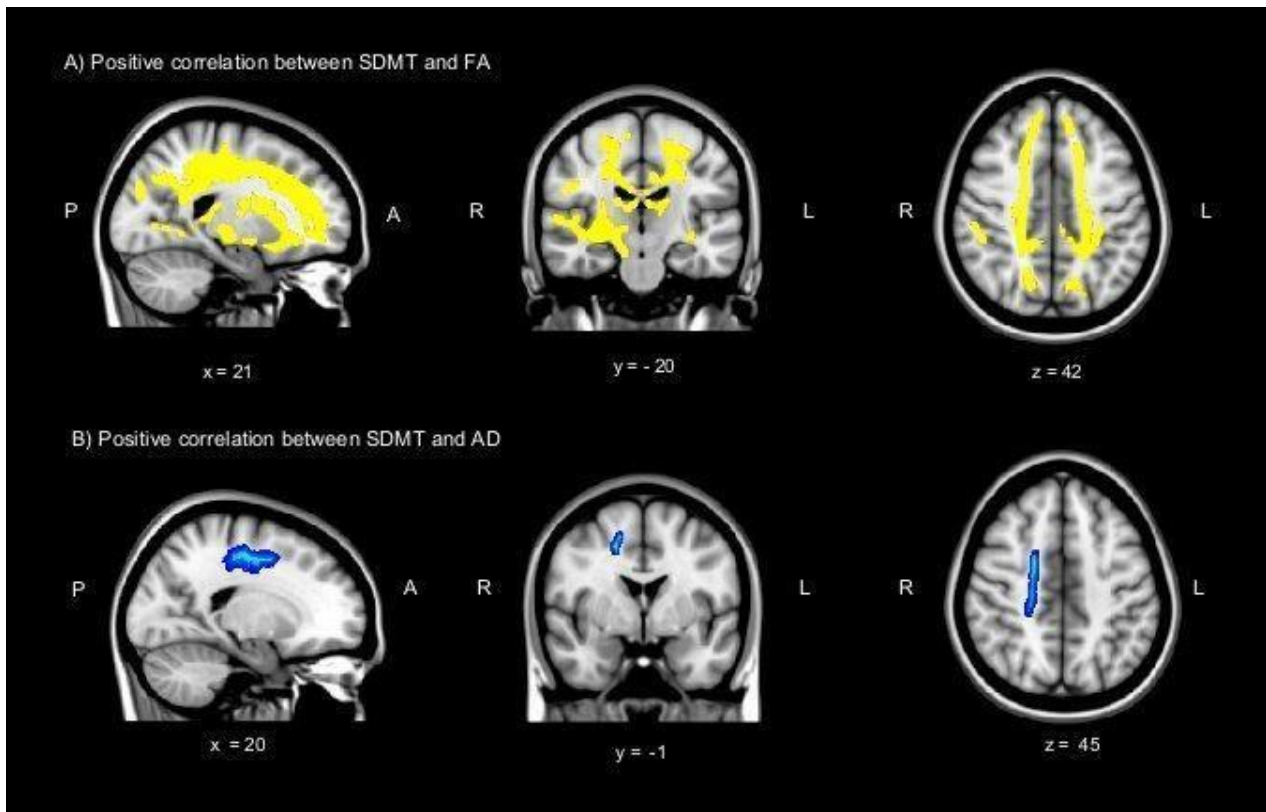 A) Positive correlation between SDMT and FA
P A R L R L
x = 21 y = - 20 z = 42
B) Positive correlation between SDMT and AD
P A R L R L
x = 20 y = -1 z = 45